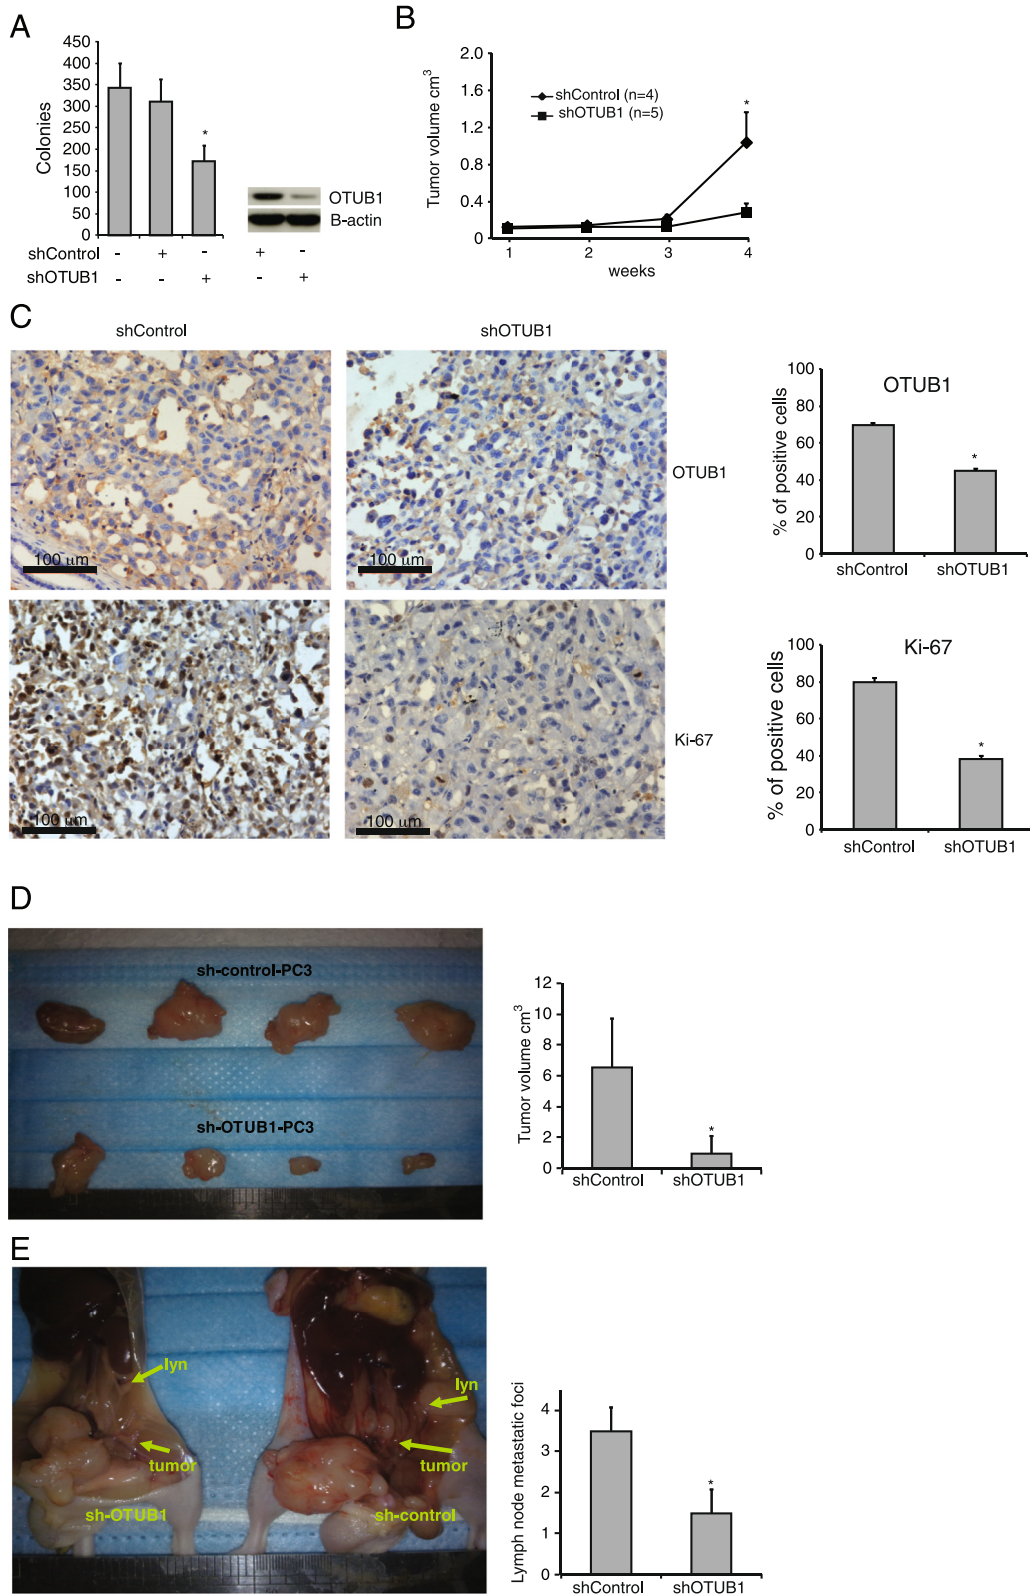 A
450
400
350
300
250
200
150
100
50
0
Colonies
*
shControl - + - + -
shOTUB1 - - + - +
OTUB1
B-actin
B
2.0
1.6
1.2
0.8
0.4
0
Tumor volume cm³
shControl (n=4)
shOTUB1 (n=5)
*
1 2 3 4
weeks
C
shControl shOTUB1
100 µm
100 µm
OTUB1
100 µm
100 µm
Ki-67
OTUB1
100
80
60
40
20
0
% of positive cells
*
shControl shOTUB1
Ki-67
100
80
60
40
20
0
% of positive cells
*
shControl shOTUB1
D
sh-control-PC3
sh-OTUB1-PC3
12
10
8
6
4
2
0
Tumor volume cm³
*
shControl shOTUB1
E
lyn
tumor
sh-OTUB1
lyn
tumor
sh-control
4
3
2
1
0
Lymph node metastatic foci
*
shControl shOTUB1